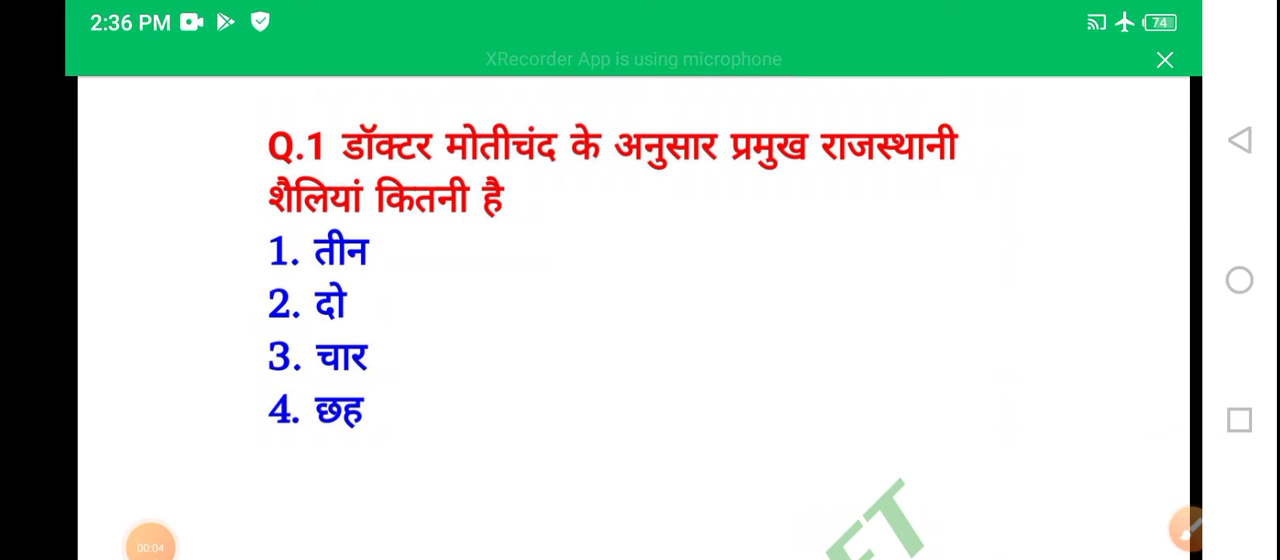 2:36 PM 74
XRecorder App is using microphone
Q.1 डॉक्टर मोतीचंद के अनुसार प्रमुख राजस्थानी
शैलियां कितनी है
1. तीन
2. दो
3. चार
4. छह
00:04